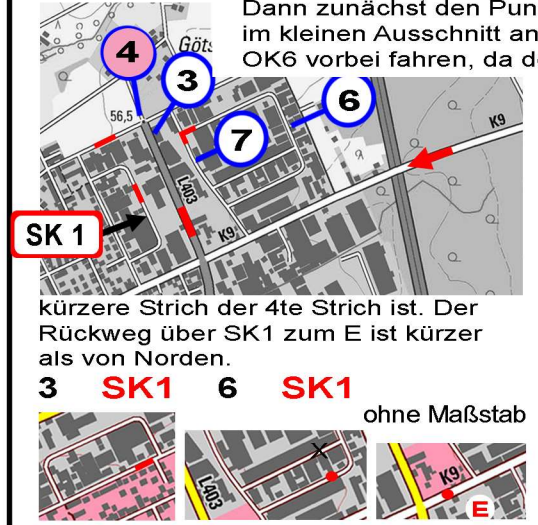 Dann zunächst den Pun
im kleinen Ausschnitt an
OK6 vorbei fahren, da d
Göts
4
3
56,5
6
7
K9
L403
SK 1
K9
kürzere Strich der 4te Strich ist. Der
Rückweg über SK1 zum E ist kürzer
als von Norden.
3 SK1 6 SK1
ohne Maßstab
L403
X
K9
E